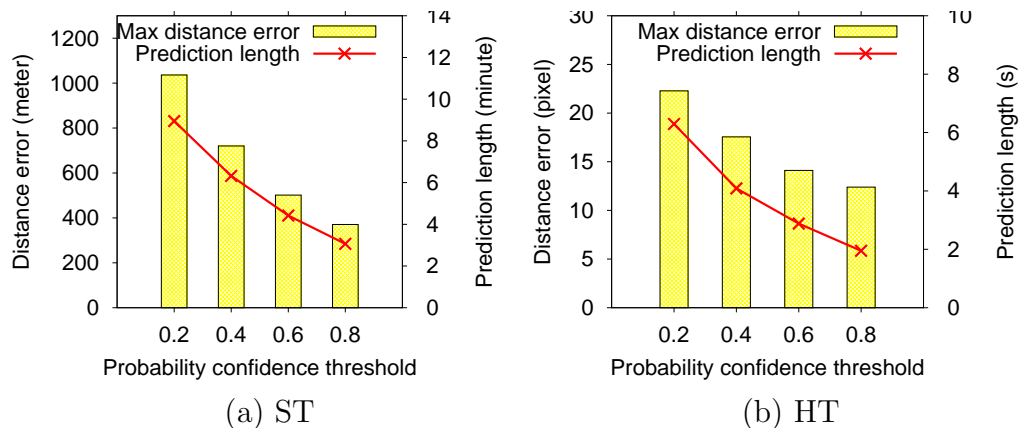 Max distance error
Prediction length
Distance error (meter)
1200
1000
800
600
400
200
0
14
12
10
8
6
4
2
0
Prediction length (minute)
0.2 0.4 0.6 0.8
Probability confidence threshold
(a) ST
Max distance error
Prediction length
Distance error (pixel)
30
25
20
15
10
5
0
10
8
6
4
2
0
Prediction length (s)
0.2 0.4 0.6 0.8
Probability confidence threshold
(b) HT